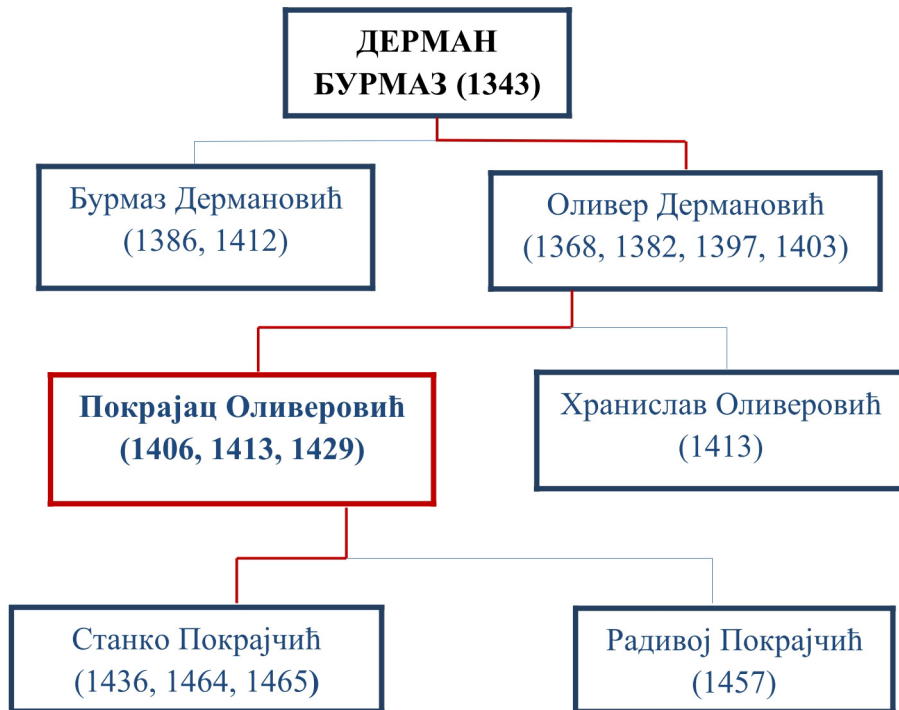 ДЕРМАН
БУРМАЗ (1343)
Бурмаз Дермановић
(1386, 1412)
Оливер Дермановић
(1368, 1382, 1397, 1403)
Покрајац Оливеровић
(1406, 1413, 1429)
Хранислав Оливеровић
(1413)
Станко Покрајчић
(1436, 1464, 1465)
Радивој Покрајчић
(1457)